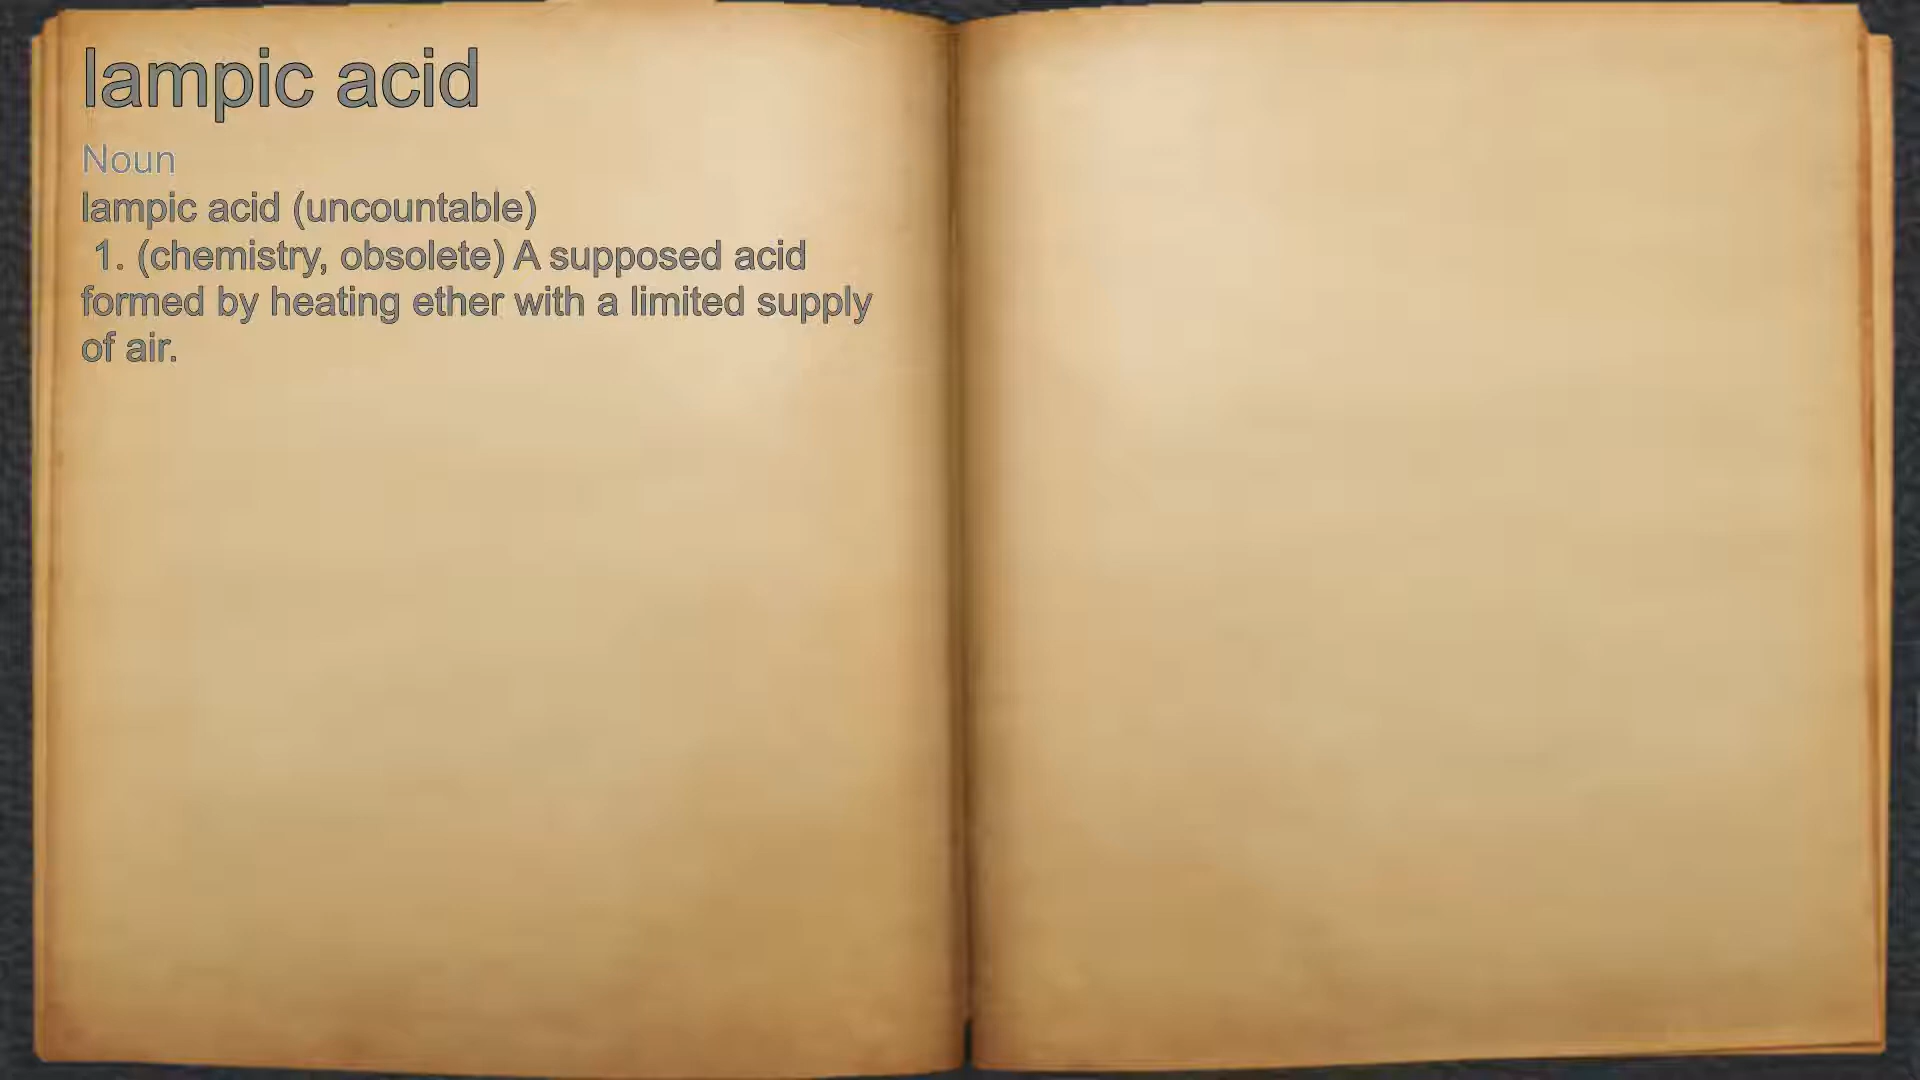 lampic acid
Noun
lampic acid (uncountable)
1. (chemistry, obsolete) A supposed acid
formed by heating ether with a limited supply
of air.